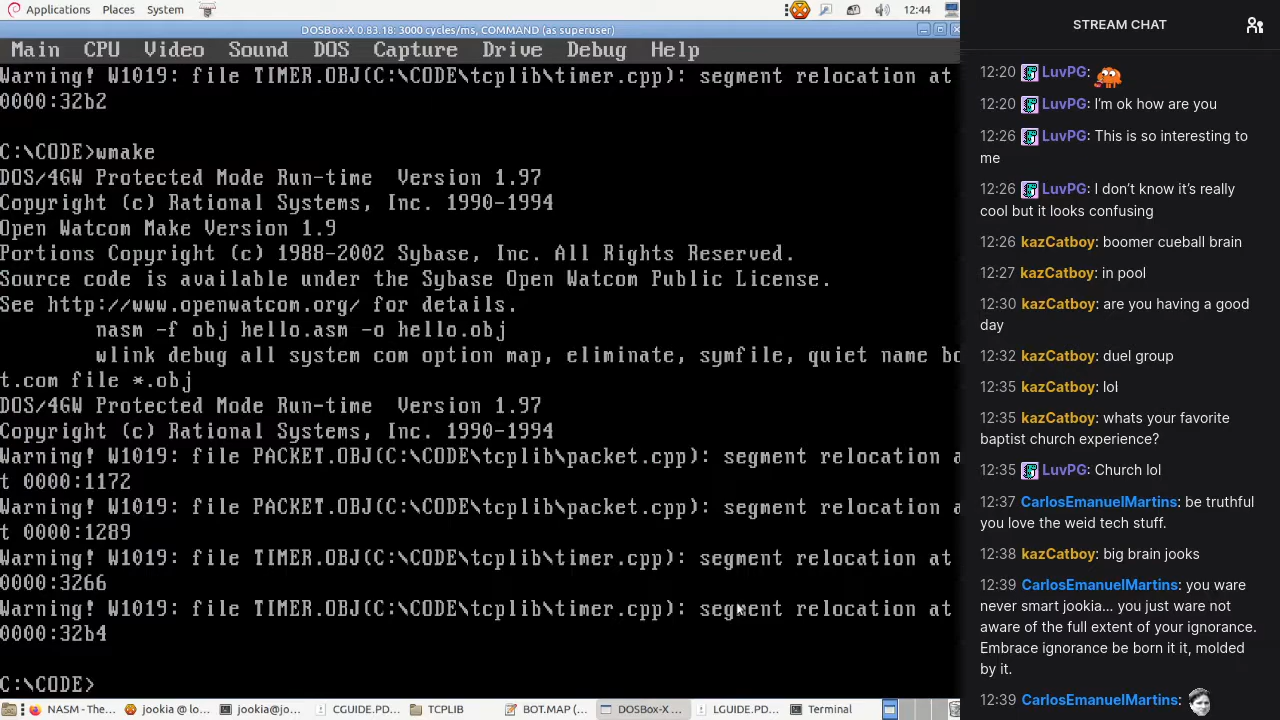 Applications Places System 12:44
DOSBox-X 0.83.18: 3000 cycles/ms, COMMAND (as superuser)
Main CPU Video Sound DOS Capture Drive Debug Help
Warning! W1019: file TIMER.OBJ(C:\CODE\tcplib\timer.cpp): segment relocation at
0000:32b2
C:\CODE>wmake
DOS/4GW Protected Mode Run-time Version 1.97
Copyright (c) Rational Systems, Inc. 1990-1994
Open Watcom Make Version 1.9
Portions Copyright (c) 1988-2002 Sybase, Inc. All Rights Reserved.
Source code is available under the Sybase Open Watcom Public License.
See http://www.openwatcom.org/ for details.
nasm -f obj hello.asm -o hello.obj
wlink debug all system com option map, eliminate, symfile, quiet name bo
t.com file *.obj
DOS/4GW Protected Mode Run-time Version 1.97
Copyright (c) Rational Systems, Inc. 1990-1994
Warning! W1019: file PACKET.OBJ(C:\CODE\tcplib\packet.cpp): segment relocation a
t 0000:1172
Warning! W1019: file PACKET.OBJ(C:\CODE\tcplib\packet.cpp): segment relocation a
t 0000:1289
Warning! W1019: file TIMER.OBJ(C:\CODE\tcplib\timer.cpp): segment relocation at
0000:3266
Warning! W1019: file TIMER.OBJ(C:\CODE\tcplib\timer.cpp): segment relocation at
0000:32b4
C:\CODE>
NASM - The... jookia @ lo... jookia@jo... CGUIDE.PD... TCPLIB BOT.MAP (... DOSBox-X ... LGUIDE.PD... Terminal
STREAM CHAT
12:20 LuvPG:
12:20 LuvPG: I'm ok how are you
12:26 LuvPG: This is so interesting to
me
12:26 LuvPG: I don't know it's really
cool but it looks confusing
12:26 kazCatboy: boomer cueball brain
12:27 kazCatboy: in pool
12:30 kazCatboy: are you having a good
day
12:32 kazCatboy: duel group
12:35 kazCatboy: lol
12:35 kazCatboy: whats your favorite
baptist church experience?
12:35 LuvPG: Church lol
12:37 CarlosEmanuelMartins: be truthful
you love the weid tech stuff.
12:38 kazCatboy: big brain jooks
12:39 CarlosEmanuelMartins: you ware
never smart jookia... you just ware not
aware of the full extent of your ignorance.
Embrace ignorance be born it it, molded
by it.
12:39 CarlosEmanuelMartins: